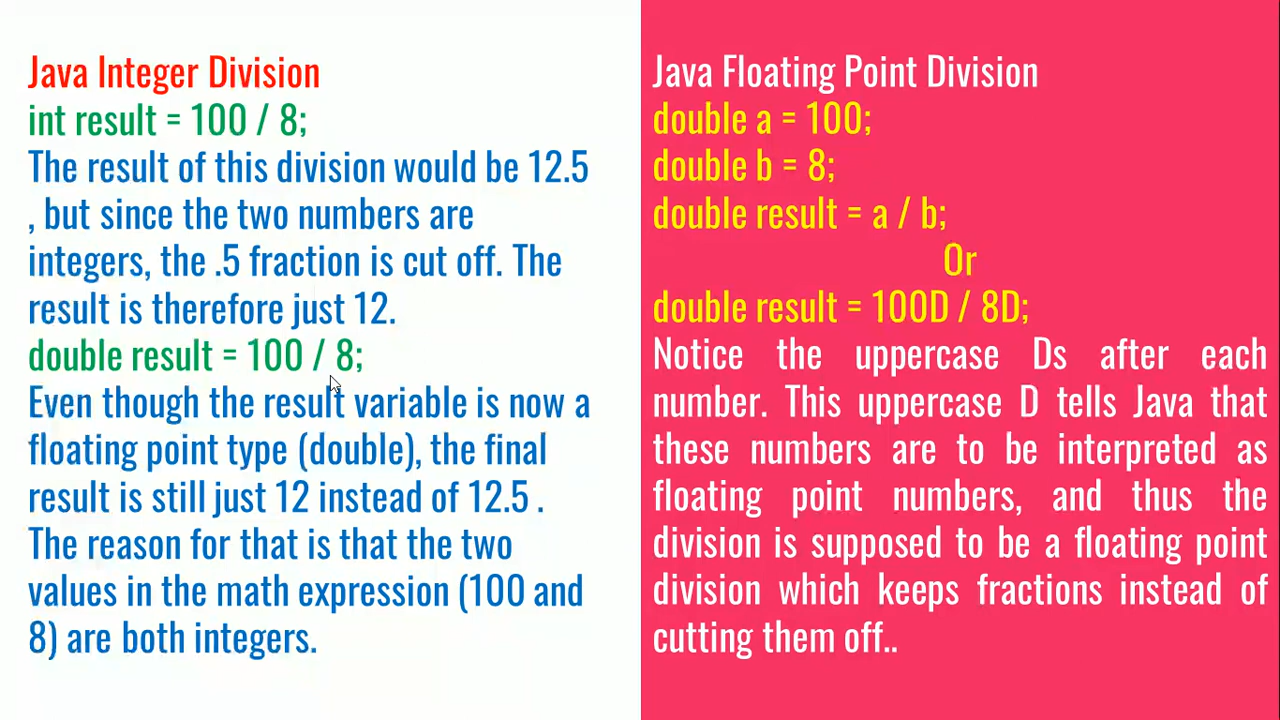 Java Integer Division
int result = 100 / 8;
The result of this division would be 12.5
, but since the two numbers are
integers, the .5 fraction is cut off. The
result is therefore just 12.
double result = 100 / 8;
Even though the result variable is now a
floating point type (double), the final
result is still just 12 instead of 12.5 .
The reason for that is that the two
values in the math expression (100 and
8) are both integers.
Java Floating Point Division
double a = 100;
double b = 8;
double result = a / b;
Or
double result = 100D / 8D;
Notice the uppercase Ds after each
number. This uppercase D tells Java that
these numbers are to be interpreted as
floating point numbers, and thus the
division is supposed to be a floating point
division which keeps fractions instead of
cutting them off..